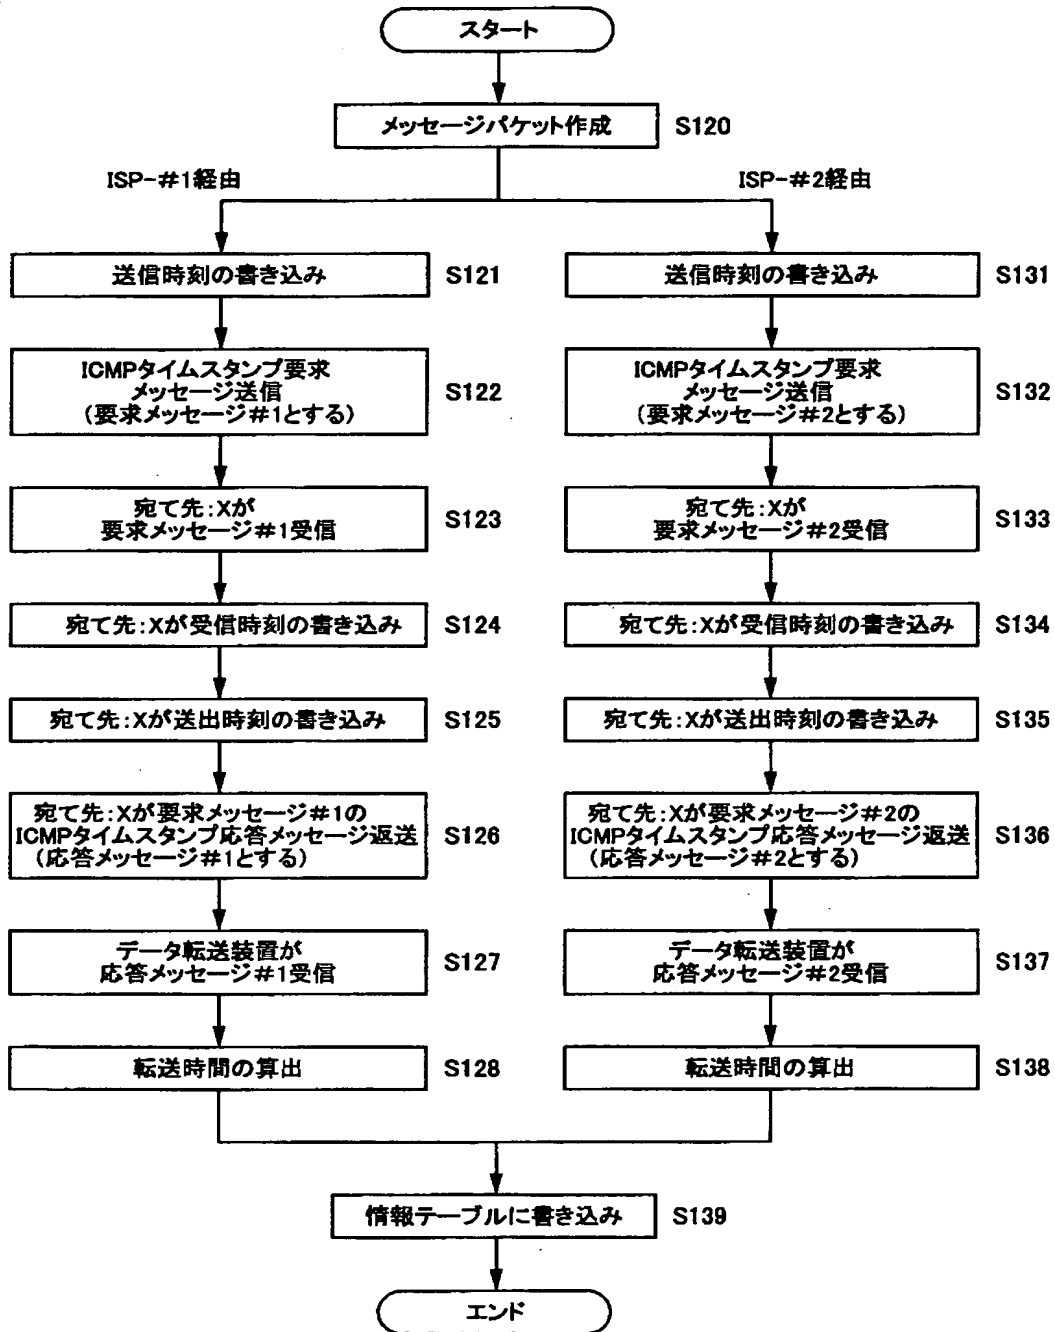 スタート
メッセージパケット作成 S120
ISP-#1経由 ISP-#2経由
送信時刻の書き込み S121 送信時刻の書き込み S131
ICMPタイムスタンプ要求
メッセージ送信
(要求メッセージ#1とする)
S122
ICMPタイムスタンプ要求
メッセージ送信
(要求メッセージ#2とする)
S132
宛て先:Xが
要求メッセージ#1受信
S123
宛て先:Xが
要求メッセージ#2受信
S133
宛て先:Xが受信時刻の書き込み S124 宛て先:Xが受信時刻の書き込み S134
宛て先:Xが送出時刻の書き込み S125 宛て先:Xが送出時刻の書き込み S135
宛て先:Xが要求メッセージ#1の
ICMPタイムスタンプ応答メッセージ返送
(応答メッセージ#1とする)
S126
宛て先:Xが要求メッセージ#2の
ICMPタイムスタンプ応答メッセージ返送
(応答メッセージ#2とする)
S136
データ転送装置が
応答メッセージ#1受信
S127
データ転送装置が
応答メッセージ#2受信
S137
転送時間の算出 S128 転送時間の算出 S138
情報テーブルに書き込み S139
エンド